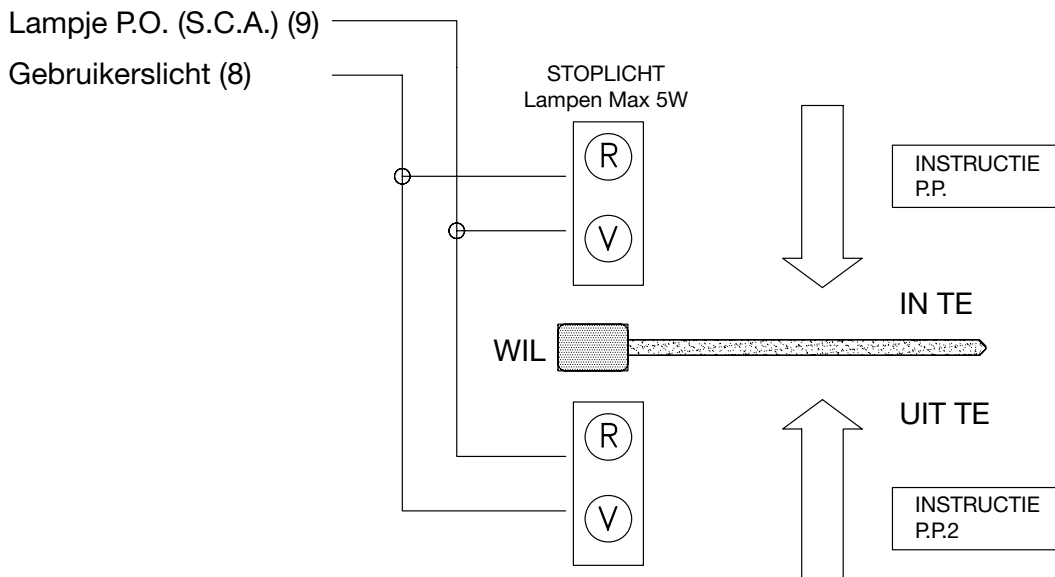 Lampje P.O. (S.C.A.) (9)
Gebruikerslicht (8)
STOPLICHT
Lampen Max 5W
R
V
INSTRUCTIE
P.P.
IN TE
WIL
UIT TE
R
V
INSTRUCTIE
P.P.2